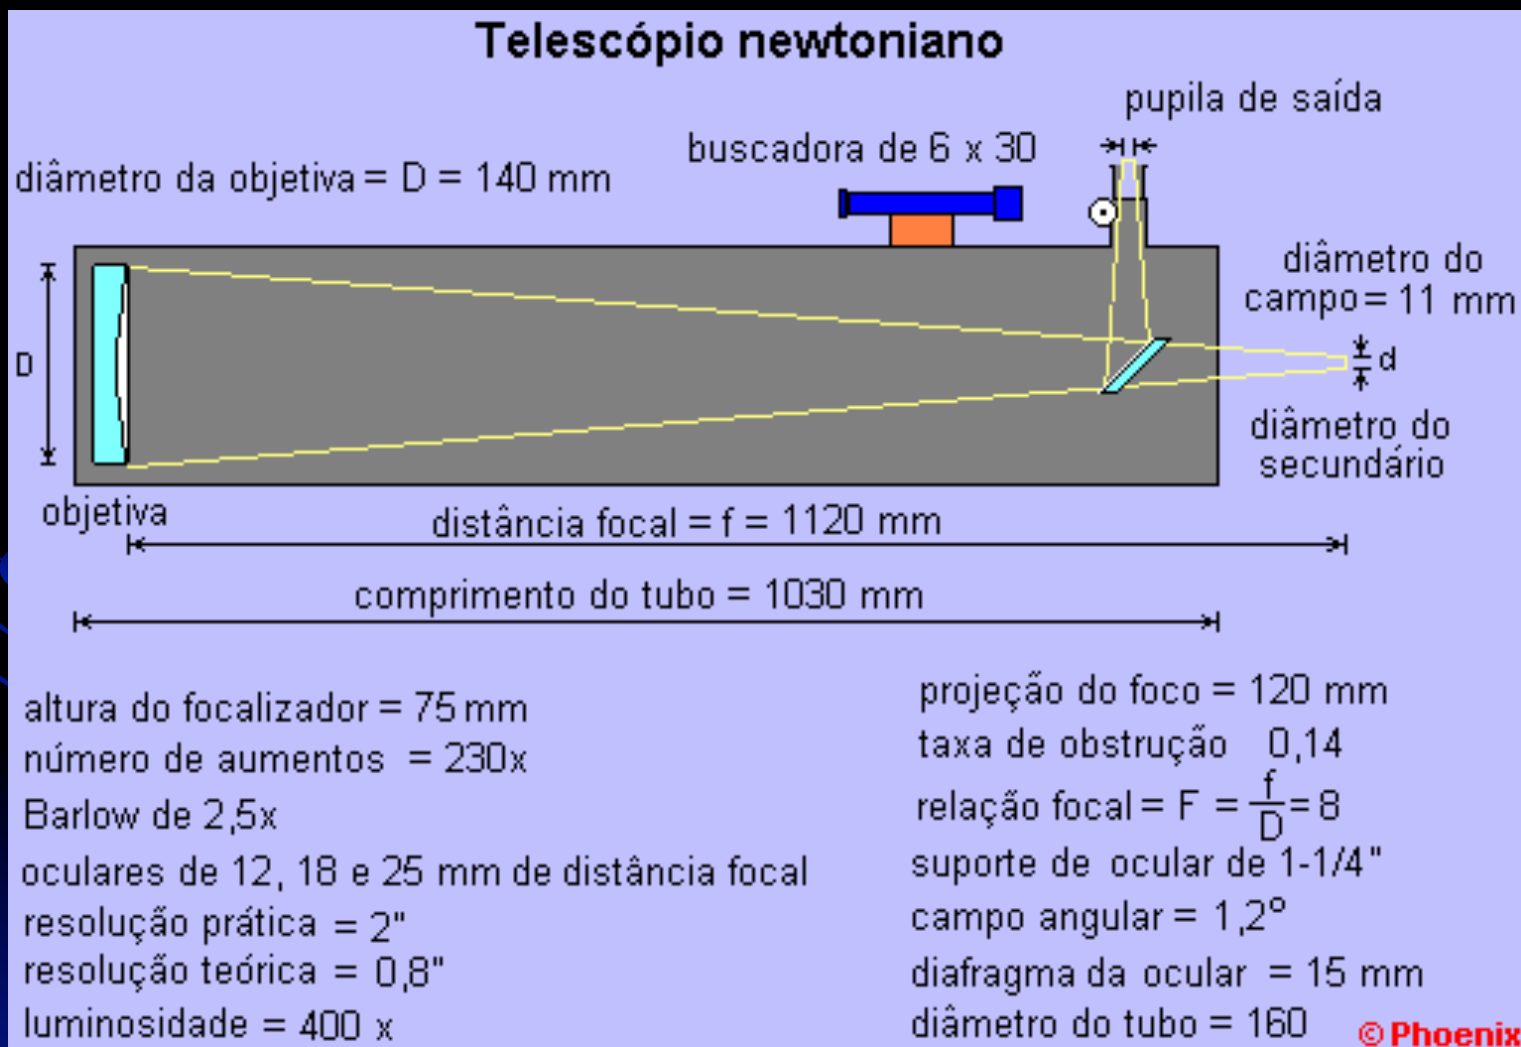 Telescópio newtoniano
pupila de saída
buscadora de 6 x 30
diâmetro da objetiva = D = 140 mm
diâmetro do
campo = 11 mm
D
d
diâmetro do
secundário
objetiva
distância focal = f = 1120 mm
comprimento do tubo = 1030 mm
altura do focalizador = 75 mm
número de aumentos = 230x
Barlow de 2,5x
oculares de 12, 18 e 25 mm de distância focal
resolução prática = 2"
resolução teórica = 0,8"
luminosidade = 400 x
projeção do foco = 120 mm
taxa de obstrução 0,14
relação focal = F = f/D = 8
suporte de ocular de 1-1/4"
campo angular = 1,2º
diafragma da ocular = 15 mm
diâmetro do tubo = 160
© Phoenix